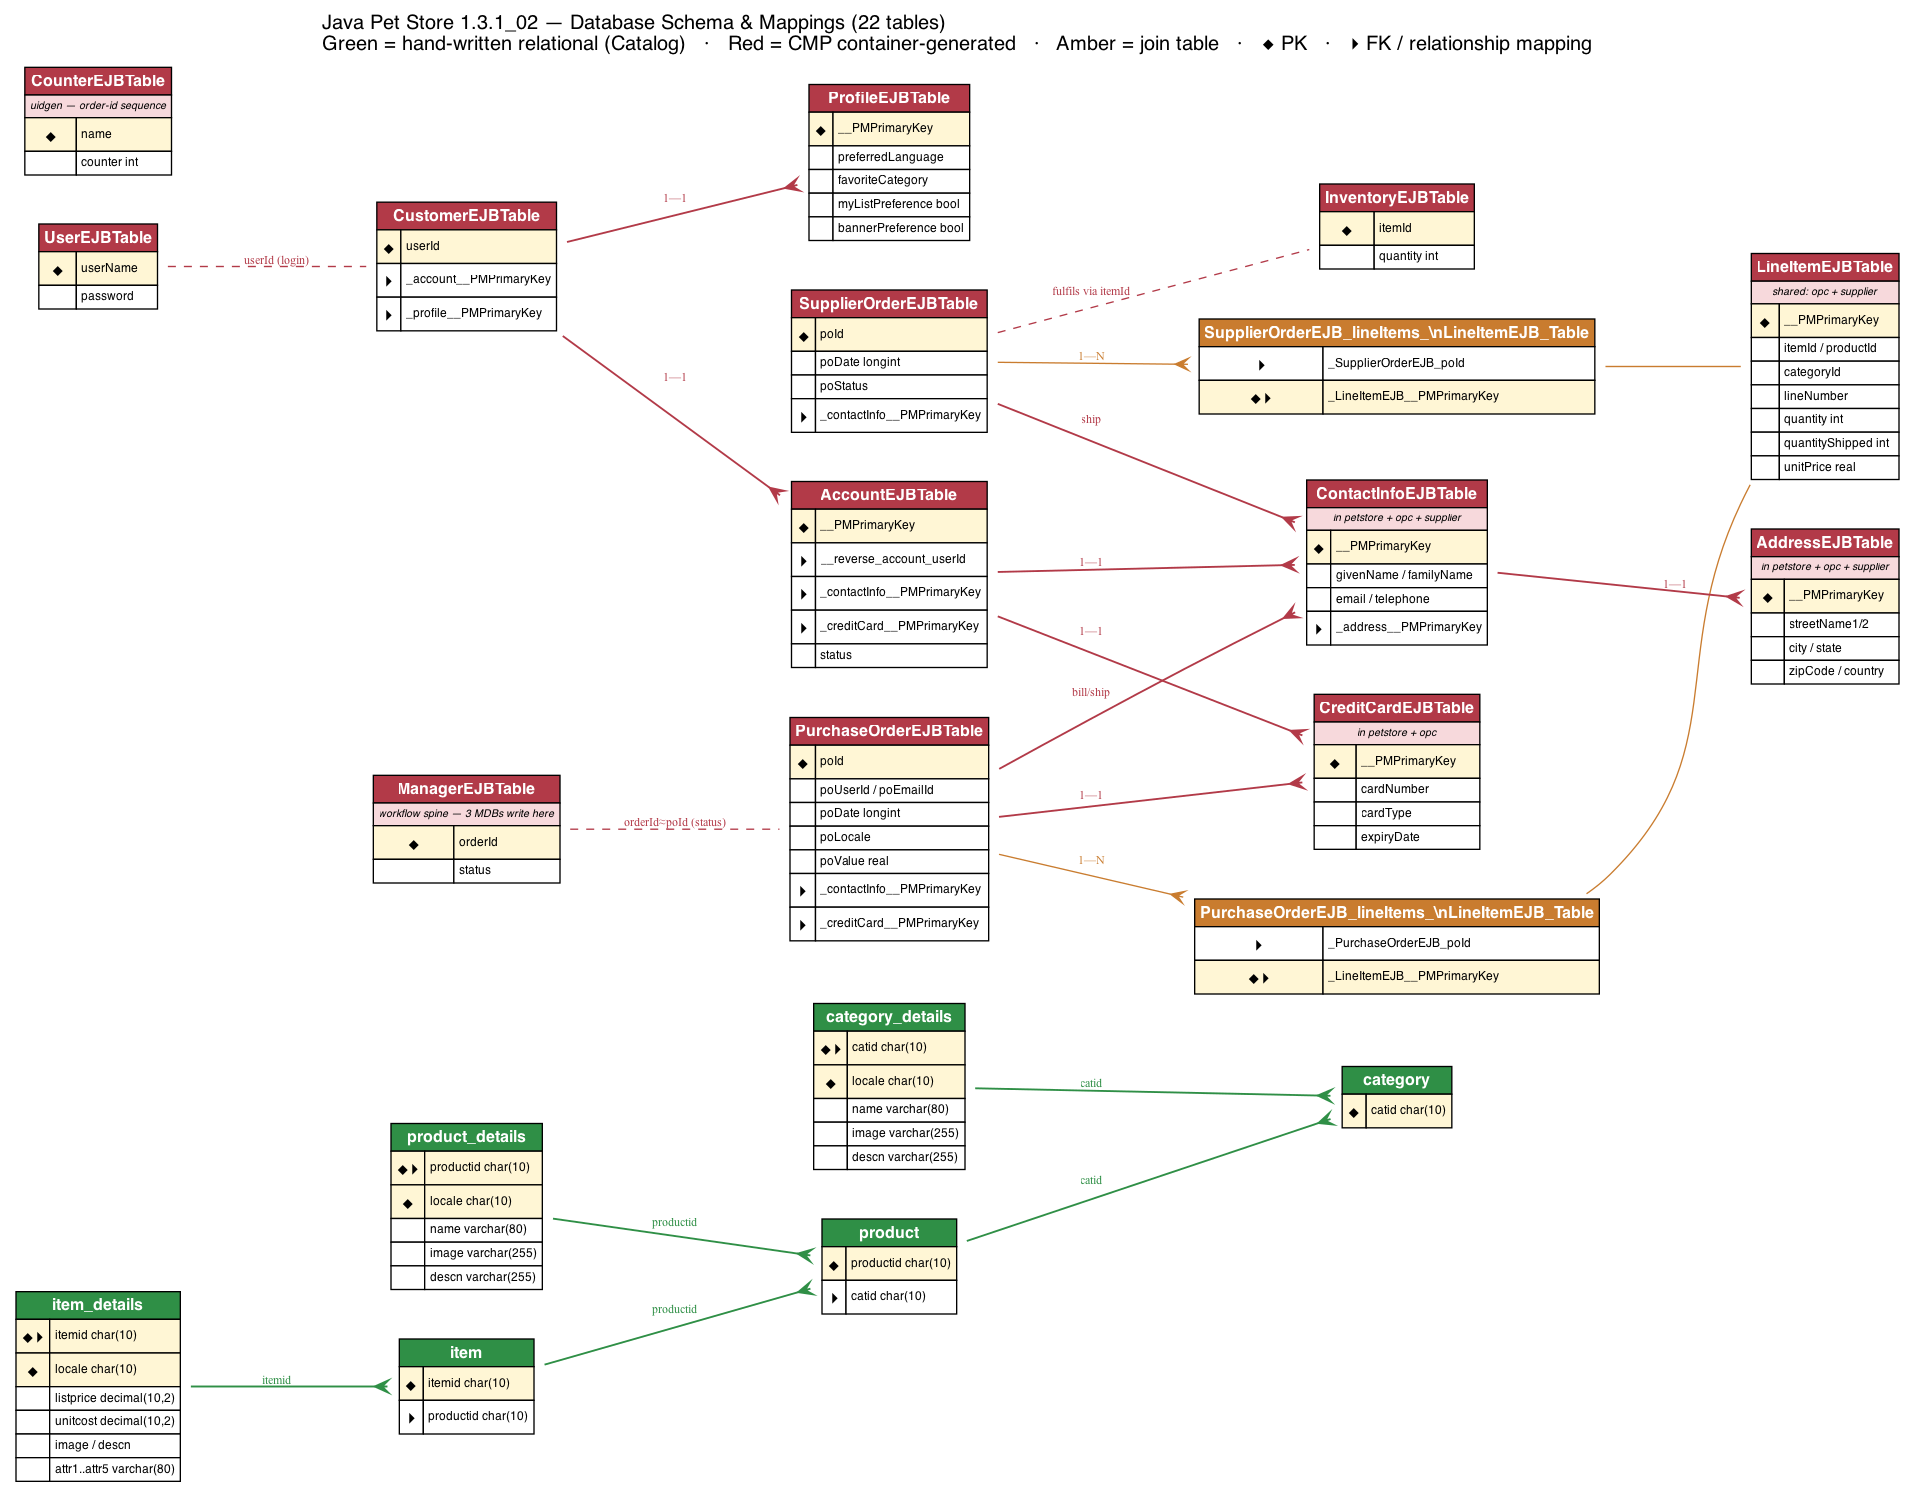 Java Pet Store 1.3.1_02 — Database Schema & Mappings (22 tables)
Green = hand-written relational (Catalog) · Red = CMP container-generated · Amber = join table · ◆ PK · ▸ FK / relationship mapping
CounterEJBTable
uidgen — order-id sequence
◆ name
counter int
UserEJBTable
◆ userName
password
userId (login)
CustomerEJBTable
◆ userId
▸ _account__PMPrimaryKey
▸ _profile__PMPrimaryKey
1—1
1—1
ProfileEJBTable
◆ __PMPrimaryKey
preferredLanguage
favoriteCategory
myListPreference bool
bannerPreference bool
SupplierOrderEJBTable
◆ poId
poDate longint
poStatus
▸ _contactInfo__PMPrimaryKey
fulfils via itemId
1—N
ship
InventoryEJBTable
◆ itemId
quantity int
SupplierOrderEJB_lineItems_\nLineItemEJB_Table
▸ _SupplierOrderEJB_poId
◆ ▸ _LineItemEJB__PMPrimaryKey
LineItemEJBTable
shared: opc + supplier
◆ __PMPrimaryKey
itemId / productId
categoryId
lineNumber
quantity int
quantityShipped int
unitPrice real
AccountEJBTable
◆ __PMPrimaryKey
▸ __reverse_account_userId
▸ _contactInfo__PMPrimaryKey
▸ _creditCard__PMPrimaryKey
status
1—1
1—1
ContactInfoEJBTable
in petstore + opc + supplier
◆ __PMPrimaryKey
givenName / familyName
email / telephone
▸ _address__PMPrimaryKey
1—1
AddressEJBTable
in petstore + opc + supplier
◆ __PMPrimaryKey
streetName1/2
city / state
zipCode / country
ManagerEJBTable
workflow spine — 3 MDBs write here
◆ orderId
status
orderId≈poId (status)
PurchaseOrderEJBTable
◆ poId
poUserId / poEmailId
poDate longint
poLocale
poValue real
▸ _contactInfo__PMPrimaryKey
▸ _creditCard__PMPrimaryKey
bill/ship
1—1
1—N
CreditCardEJBTable
in petstore + opc
◆ __PMPrimaryKey
cardNumber
cardType
expiryDate
PurchaseOrderEJB_lineItems_\nLineItemEJB_Table
▸ _PurchaseOrderEJB_poId
◆ ▸ _LineItemEJB__PMPrimaryKey
category_details
◆ ▸ catid char(10)
◆ locale char(10)
name varchar(80)
image varchar(255)
descn varchar(255)
catid
category
◆ catid char(10)
product_details
◆ ▸ productid char(10)
◆ locale char(10)
name varchar(80)
image varchar(255)
descn varchar(255)
productid
product
◆ productid char(10)
▸ catid char(10)
catid
item_details
◆ ▸ itemid char(10)
◆ locale char(10)
listprice decimal(10,2)
unitcost decimal(10,2)
image / descn
attr1..attr5 varchar(80)
itemid
item
◆ itemid char(10)
▸ productid char(10)
productid